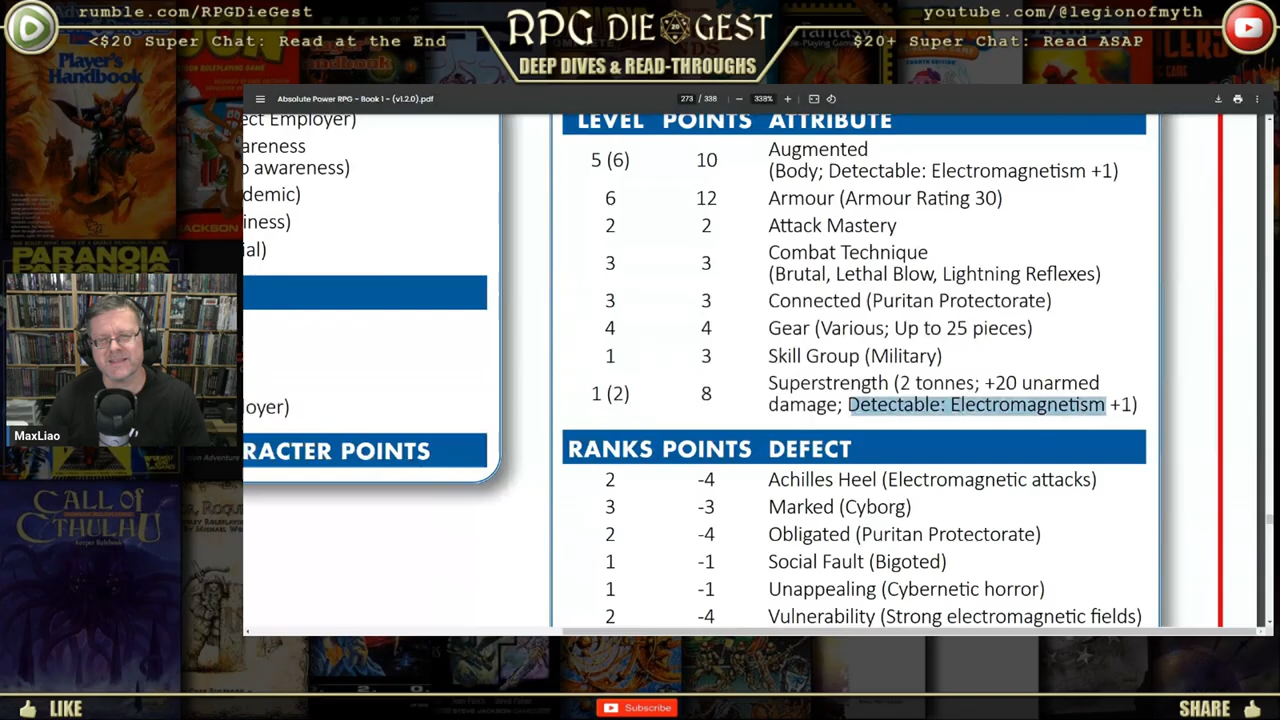 rumble.com/RPGDieGest
<$20 Super Chat: Read at the End
RPG DIE GEST
DEEP DIVES & READ-THROUGHS
youtube.com/@legionofmyth
$20+ Super Chat: Read ASAP
Player's
Handbook
PARANOIA
CALL of
CTHULHU
MaxLiao
Absolute Power RPG - Book 1 - (v1.2.0).pdf
273 / 338
338%
ect Employer)
areness
o awareness)
demic)
iness)
ial)
loyer)
RACTER POINTS
LEVEL POINTS ATTRIBUTE
5 (6) 10 Augmented
(Body; Detectable: Electromagnetism +1)
6 12 Armour (Armour Rating 30)
2 2 Attack Mastery
3 3 Combat Technique
(Brutal, Lethal Blow, Lightning Reflexes)
3 3 Connected (Puritan Protectorate)
4 4 Gear (Various; Up to 25 pieces)
1 3 Skill Group (Military)
1 (2) 8 Superstrength (2 tonnes; +20 unarmed
damage; Detectable: Electromagnetism +1)
RANKS POINTS DEFECT
2 -4 Achilles Heel (Electromagnetic attacks)
3 -3 Marked (Cyborg)
2 -4 Obligated (Puritan Protectorate)
1 -1 Social Fault (Bigoted)
1 -1 Unappealing (Cybernetic horror)
2 -4 Vulnerability (Strong electromagnetic fields)
LIKE
Subscribe
SHARE